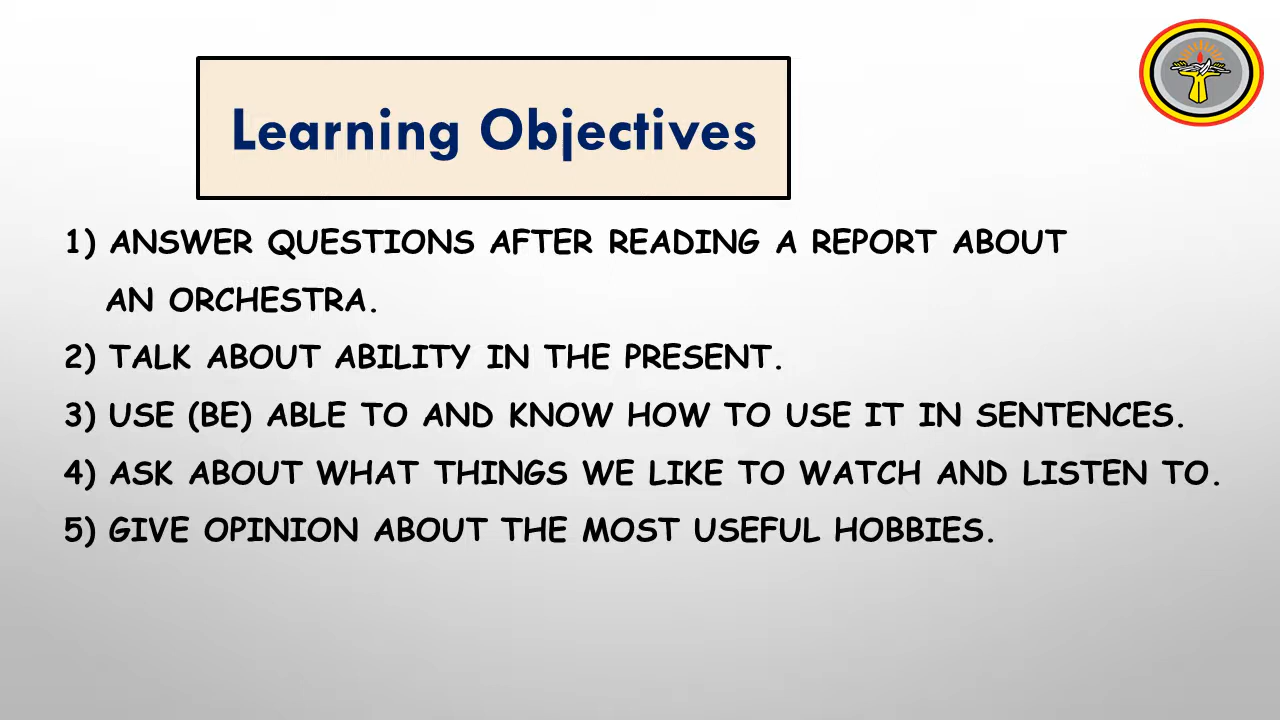 Learning Objectives
1) ANSWER QUESTIONS AFTER READING A REPORT ABOUT
AN ORCHESTRA.
2) TALK ABOUT ABILITY IN THE PRESENT.
3) USE (BE) ABLE TO AND KNOW HOW TO USE IT IN SENTENCES.
4) ASK ABOUT WHAT THINGS WE LIKE TO WATCH AND LISTEN TO.
5) GIVE OPINION ABOUT THE MOST USEFUL HOBBIES.